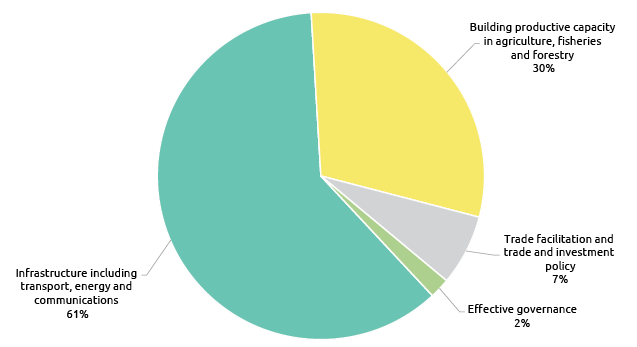 Building productive capacity
in agriculture, fisheries
and forestry
30%
Trade facilitation and
trade and investment
policy
7%
Effective governance
2%
Infrastructure including
transport, energy and
communications
61%